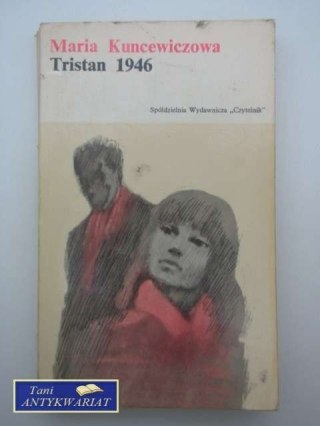 Maria Kuncewiczowa
Tristan 1946
Spółdzielnia Wydawnicza „Czytelnik"
Tani
ANTYKWARIAT